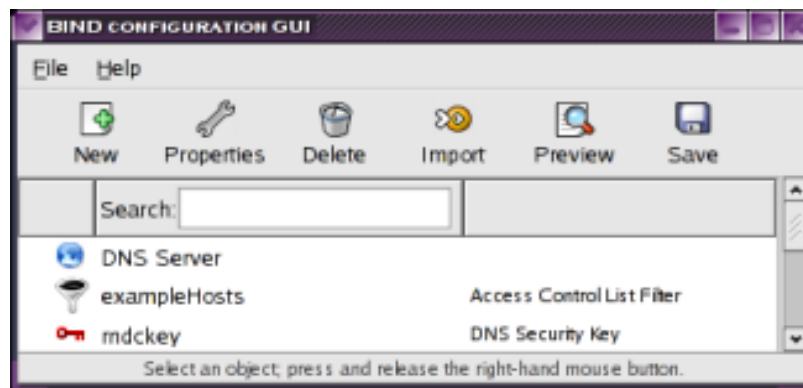 BIND CONFIGURATION GUI
File Help
New Properties Delete Import Preview Save
Search:
DNS Server
exampleHosts Access Control List Filter
rndckey DNS Security Key
Select an object; press and release the right-hand mouse button.